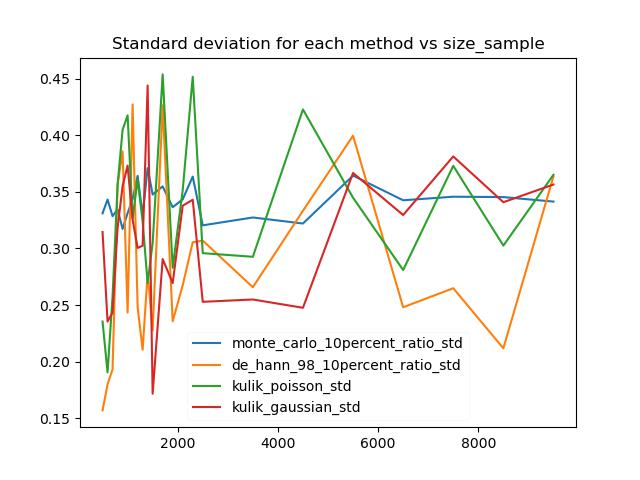 Standard deviation for each method vs size_sample
0.45
0.40
0.35
0.30
0.25
0.20
0.15
monte_carlo_10percent_ratio_std
de_hann_98_10percent_ratio_std
kulik_poisson_std
kulik_gaussian_std
2000 4000 6000 8000